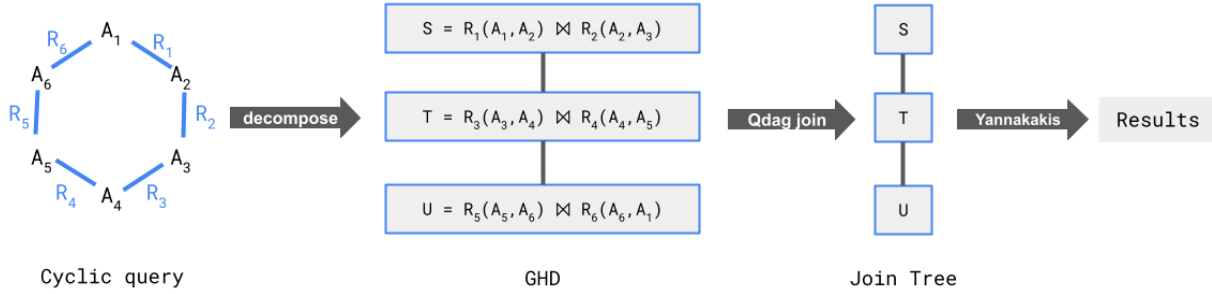 A₁
R₆
R₁
A₆
A₂
R₅
R₂
A₅
A₃
R₄
A₄
R₃
Cyclic query
decompose
S = R₁(A₁,A₂) ⋈ R₂(A₂,A₃)
T = R₃(A₃,A₄) ⋈ R₄(A₄,A₅)
U = R₅(A₅,A₆) ⋈ R₆(A₆,A₁)
GHD
Qdag join
S
T
U
Join Tree
Yannakakis
Results